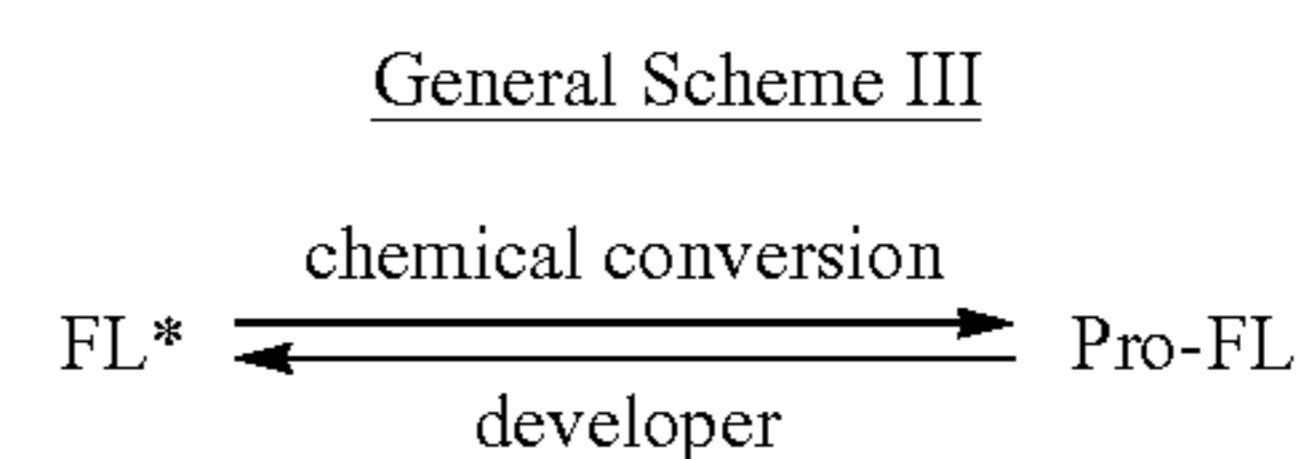 General Scheme III
chemical conversion
FL* Pro-FL
developer